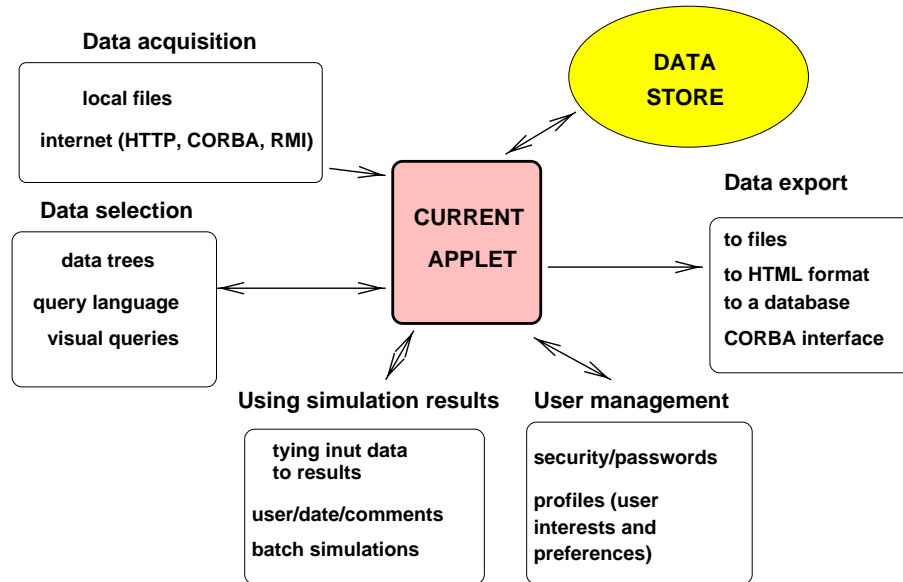 Data acquisition
local files
internet (HTTP, CORBA, RMI)
DATA
STORE
Data selection
data trees
query language
visual queries
CURRENT
APPLET
Data export
to files
to HTML format
to a database
CORBA interface
Using simulation results
tying inut data
to results
user/date/comments
batch simulations
User management
security/passwords
profiles (user
interests and
preferences)